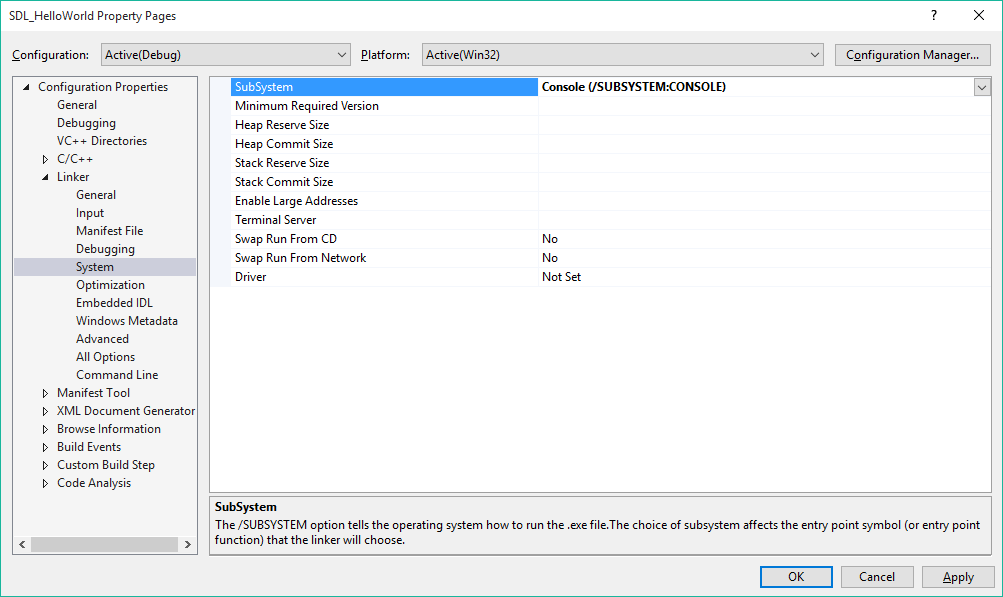 SDL_HelloWorld Property Pages
?
Configuration: Active(Debug) Platform: Active(Win32) Configuration Manager...
Configuration Properties
General
Debugging
VC++ Directories
C/C++
Linker
General
Input
Manifest File
Debugging
System
Optimization
Embedded IDL
Windows Metadata
Advanced
All Options
Command Line
Manifest Tool
XML Document Generator
Browse Information
Build Events
Custom Build Step
Code Analysis
SubSystem Console (/SUBSYSTEM:CONSOLE)
Minimum Required Version
Heap Reserve Size
Heap Commit Size
Stack Reserve Size
Stack Commit Size
Enable Large Addresses
Terminal Server
Swap Run From CD No
Swap Run From Network No
Driver Not Set
SubSystem
The /SUBSYSTEM option tells the operating system how to run the .exe file.The choice of subsystem affects the entry point symbol (or entry point
function) that the linker will choose.
OK Cancel Apply